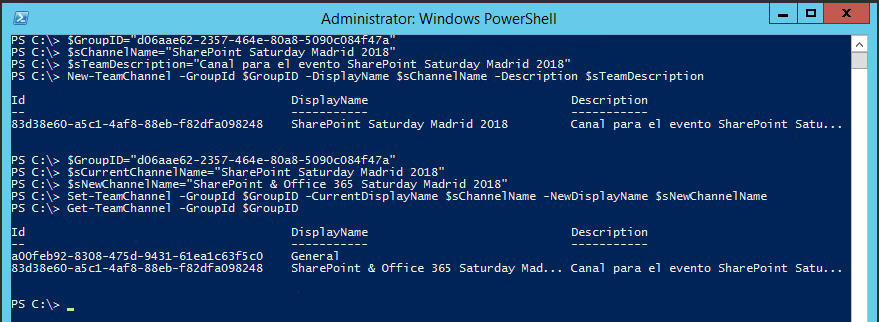 Administrator: Windows PowerShell
PS C:\> $GroupID="d06aae62-2357-464e-80a8-5090c084f47a"
PS C:\> $sChannelName="SharePoint Saturday Madrid 2018"
PS C:\> $sTeamDescription="Canal para el evento SharePoint Saturday Madrid 2018"
PS C:\> New-TeamChannel -GroupId $GroupID -DisplayName $sChannelName -Description $sTeamDescription
Id DisplayName Description
-- ----------- -----------
83d38e60-a5c1-4af8-88eb-f82dfa098248 SharePoint Saturday Madrid 2018 Canal para el evento SharePoint Satu...
PS C:\> $GroupID="d06aae62-2357-464e-80a8-5090c084f47a"
PS C:\> $sCurrentChannelName="SharePoint Saturday Madrid 2018"
PS C:\> $sNewChannelName="SharePoint & Office 365 Saturday Madrid 2018"
PS C:\> Set-TeamChannel -GroupId $GroupID -CurrentDisplayName $sChannelName -NewDisplayName $sNewChannelName
PS C:\> Get-TeamChannel -GroupId $GroupID
Id DisplayName Description
-- ----------- -----------
a00feb92-8308-475d-9431-61ea1c63f5c0 General
83d38e60-a5c1-4af8-88eb-f82dfa098248 SharePoint & Office 365 Saturday Mad... Canal para el evento SharePoint Satu...
PS C:\>